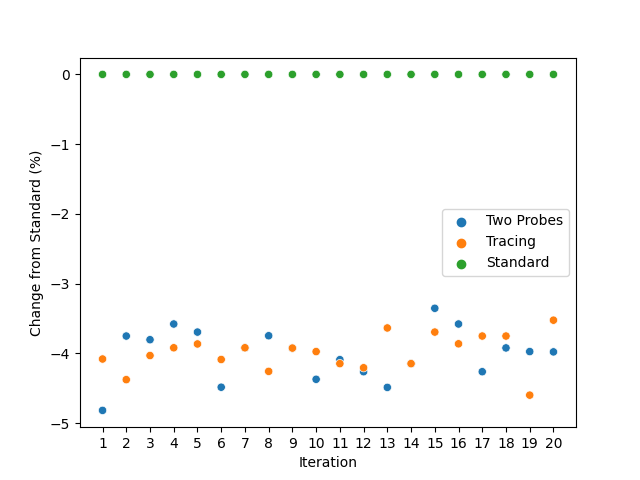 0
−1
−2
−3
−4
−5
Change from Standard (%)
Two Probes
Tracing
Standard
1 2 3 4 5 6 7 8 9 10 11 12 13 14 15 16 17 18 19 20
Iteration